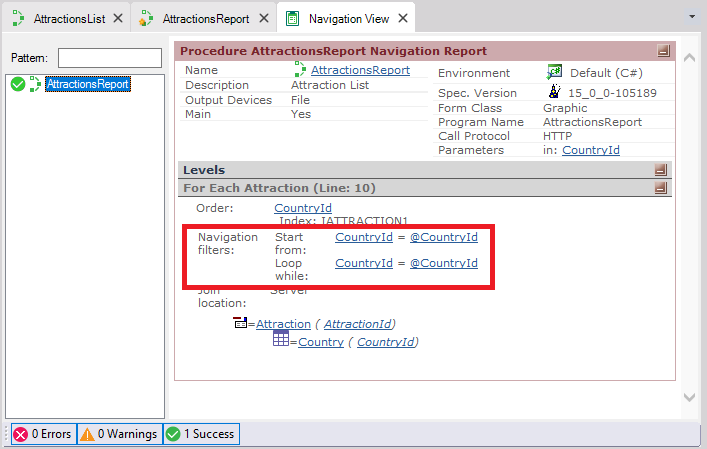 AttractionsList
AttractionsReport
Navigation View
Pattern:
AttractionsReport
Procedure AttractionsReport Navigation Report
Name AttractionsReport
Description Attraction List
Output Devices File
Main Yes
Environment Default (C#)
Spec. Version 15_0_0-105189
Form Class Graphic
Program Name AttractionsReport
Call Protocol HTTP
Parameters in: CountryId
Levels
For Each Attraction (Line: 10)
Order: CountryId
Index: IATTRACTION1
Navigation Start CountryId = @CountryId
filters: from:
Loop CountryId = @CountryId
while:
Join Server
location:
=Attraction ( AttractionId)
=Country ( CountryId)
0 Errors 0 Warnings 1 Success